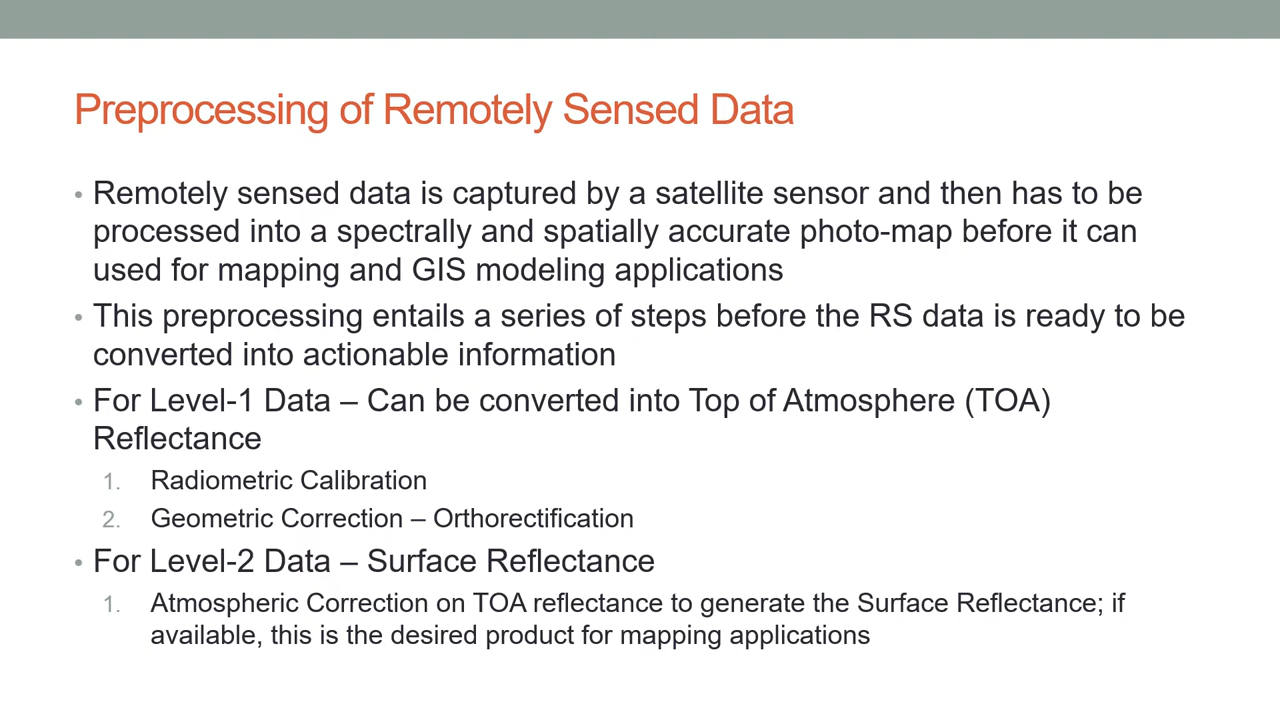 Preprocessing of Remotely Sensed Data
• Remotely sensed data is captured by a satellite sensor and then has to be
processed into a spectrally and spatially accurate photo-map before it can
used for mapping and GIS modeling applications
• This preprocessing entails a series of steps before the RS data is ready to be
converted into actionable information
• For Level-1 Data – Can be converted into Top of Atmosphere (TOA)
Reflectance
1. Radiometric Calibration
2. Geometric Correction – Orthorectification
• For Level-2 Data – Surface Reflectance
1. Atmospheric Correction on TOA reflectance to generate the Surface Reflectance; if
available, this is the desired product for mapping applications